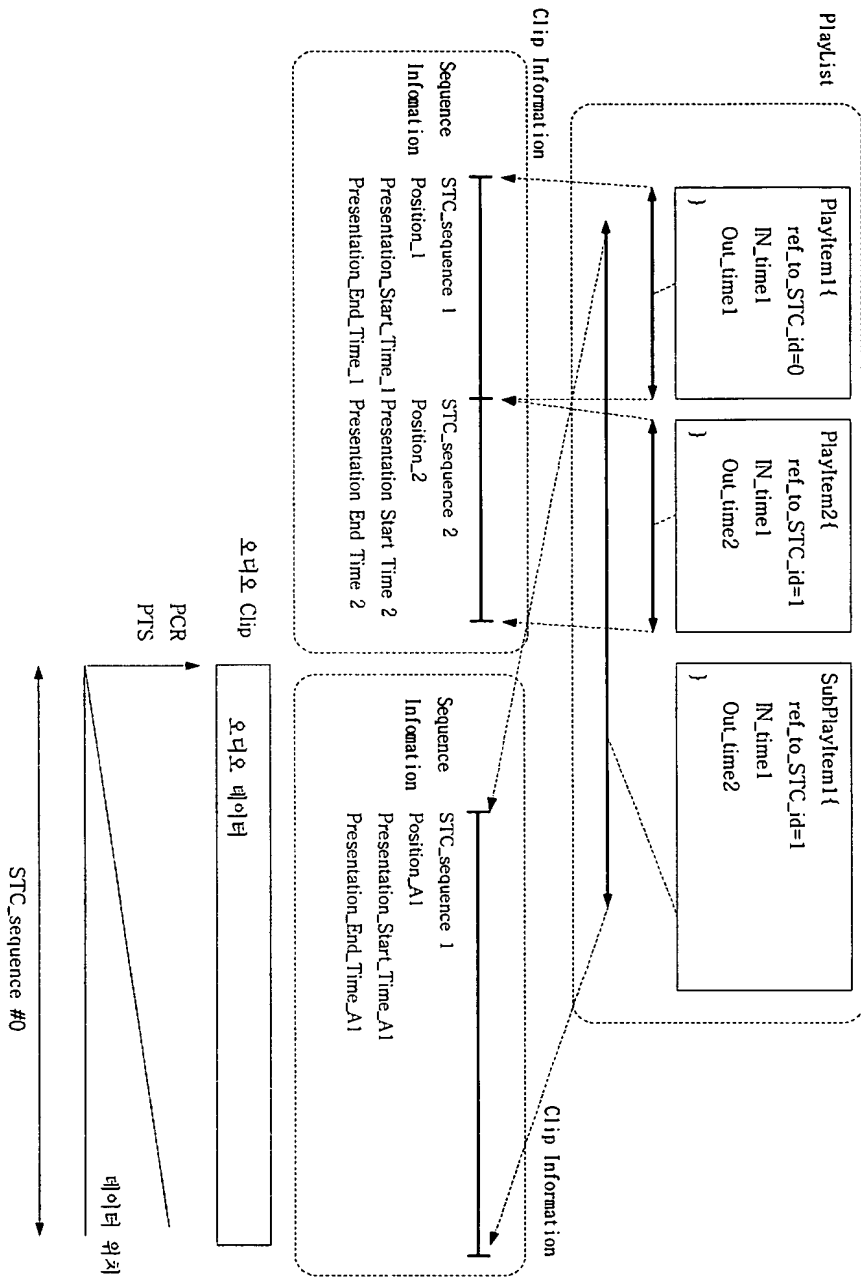 PlayList
PlayItem1{
ref_to_STC_id=0
IN_time1
Out_time1
}
PlayItem2{
ref_to_STC_id=1
IN_time1
Out_time2
}
SubPlayItem1{
ref_to_STC_id=1
IN_time1
Out_time2
}
Clip Information
Sequence
Infomation
STC_sequence 1
Position_1
Presentation_Start_Time_1
Presentation_End_Time_1
STC_sequence 2
Position_2
Presentation Start Time 2
Presentation End Time 2
Clip Information
Sequence
Infomation
STC_sequence 1
Position_A1
Presentation_Start_Time_A1
Presentation_End_Time_A1
오디오 Clip
오디오 데이터
PCR
PTS
데이터 위치
STC_sequence #0